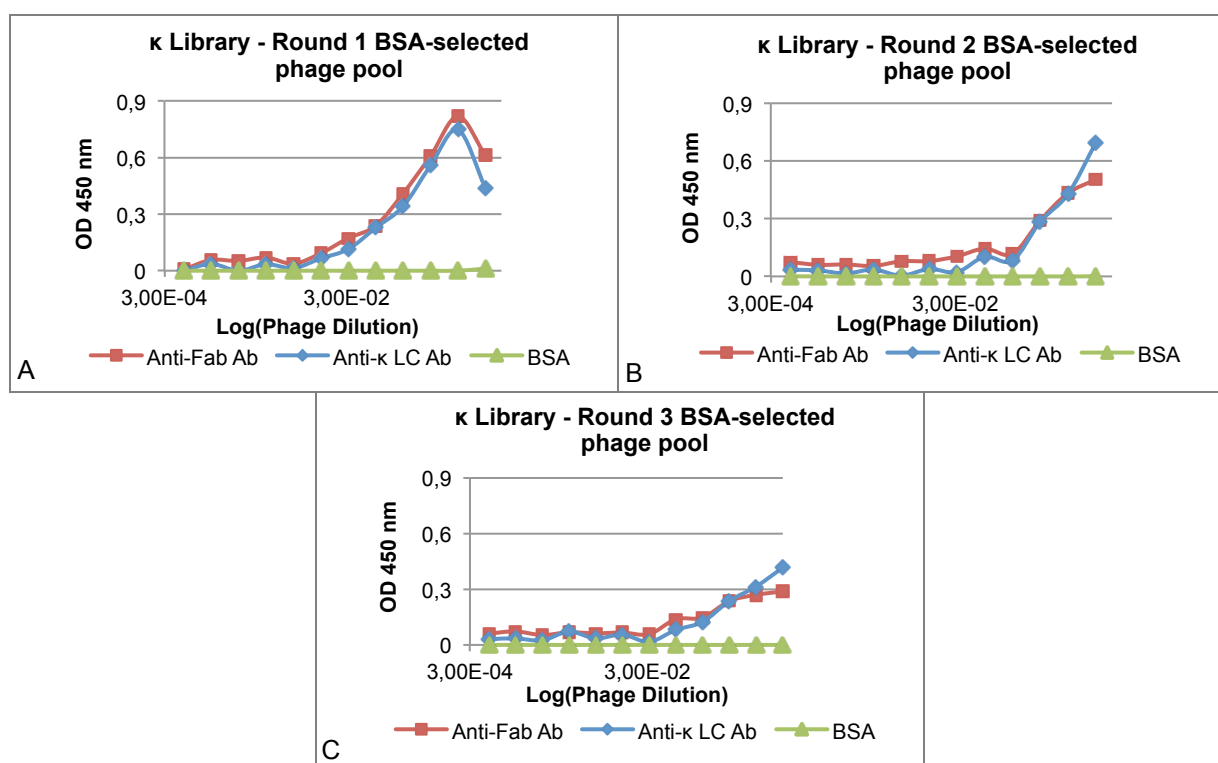 κ Library - Round 1 BSA-selected
phage pool
OD 450 nm
0,9
0,6
0,3
0
3,00E-04
3,00E-02
Log(Phage Dilution)
Anti-Fab Ab
Anti-κ LC Ab
BSA
A
κ Library - Round 2 BSA-selected
phage pool
OD 450 nm
0,9
0,6
0,3
0
3,00E-04
3,00E-02
Log(Phage Dilution)
Anti-Fab Ab
Anti-κ LC Ab
BSA
B
κ Library - Round 3 BSA-selected
phage pool
OD 450 nm
0,9
0,6
0,3
0
3,00E-04
3,00E-02
Log(Phage Dilution)
Anti-Fab Ab
Anti-κ LC Ab
BSA
C